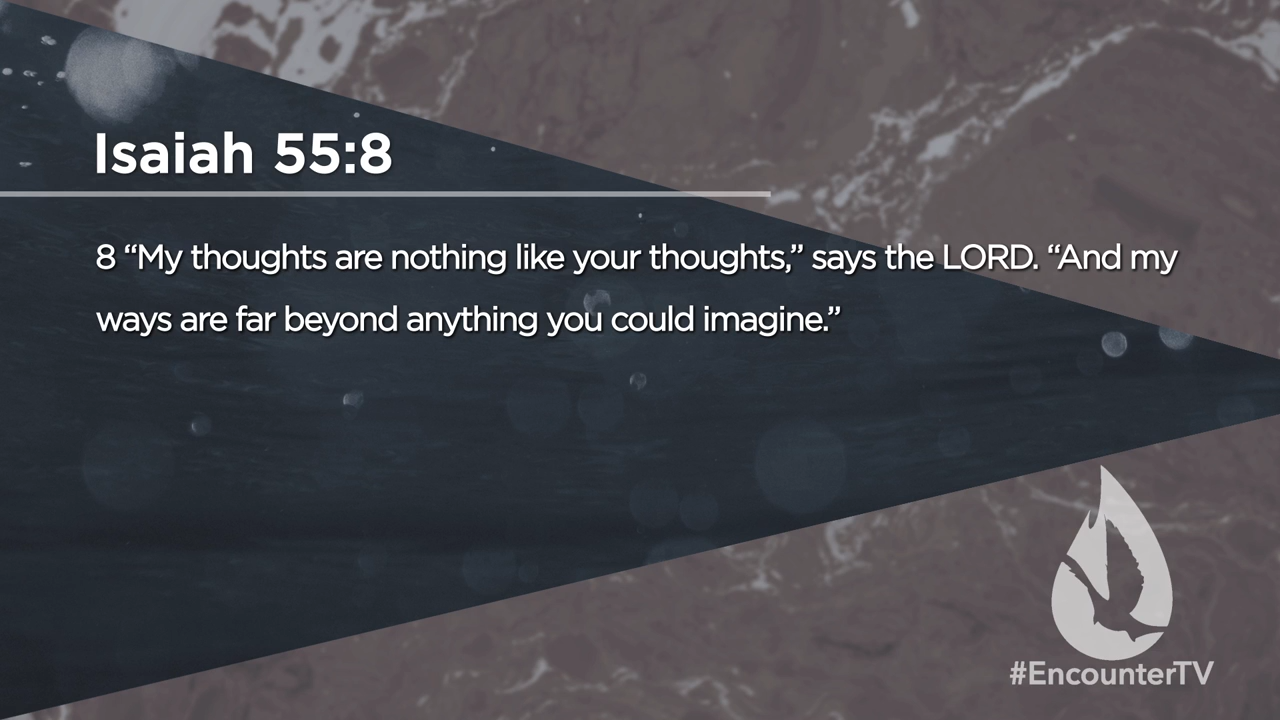 Isaiah 55:8
8 “My thoughts are nothing like your thoughts,” says the LORD. “And my
ways are far beyond anything you could imagine.”
#EncounterTV